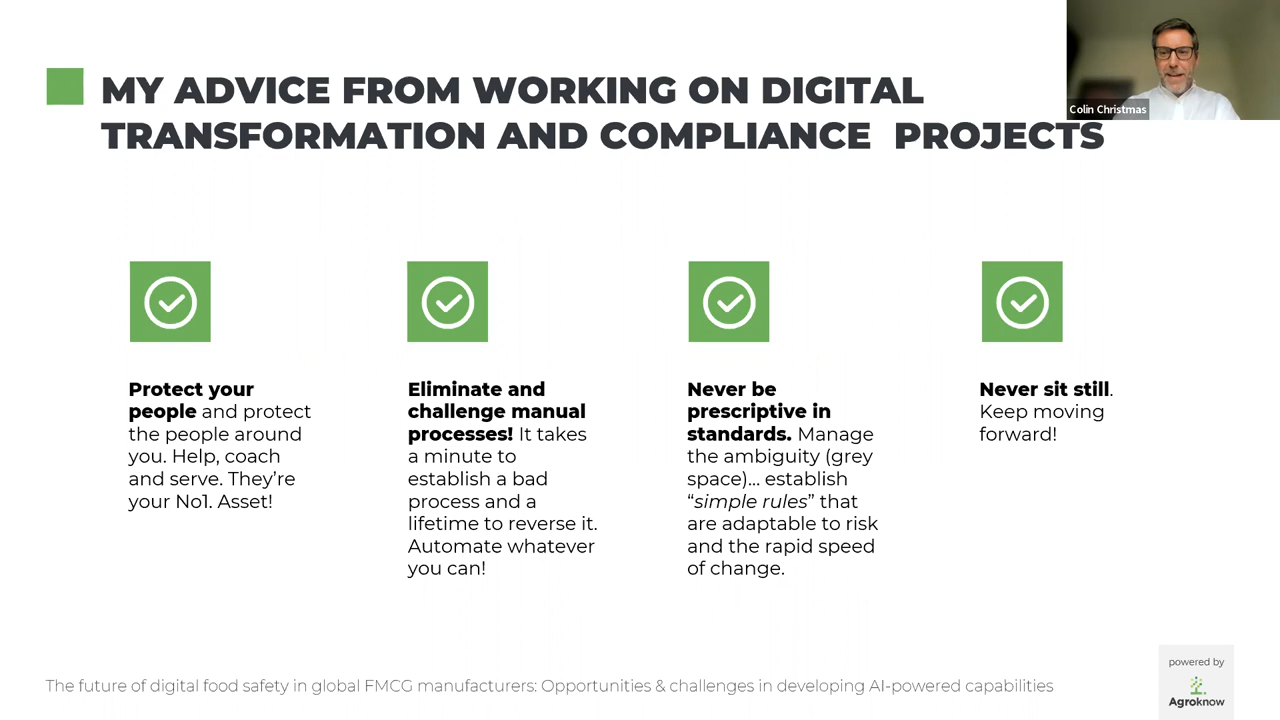 MY ADVICE FROM WORKING ON DIGITAL
TRANSFORMATION AND COMPLIANCE  PROJECTS
Colin Christmas
Protect your
people and protect
the people around
you. Help, coach
and serve. They’re
your No1. Asset!
Eliminate and
challenge manual
processes! It takes
a minute to
establish a bad
process and a
lifetime to reverse it.
Automate whatever
you can!
Never be
prescriptive in
standards. Manage
the ambiguity (grey
space)... establish
“simple rules” that
are adaptable to risk
and the rapid speed
of change.
Never sit still.
Keep moving
forward!
The future of digital food safety in global FMCG manufacturers: Opportunities & challenges in developing AI-powered capabilities
powered by
Agroknow